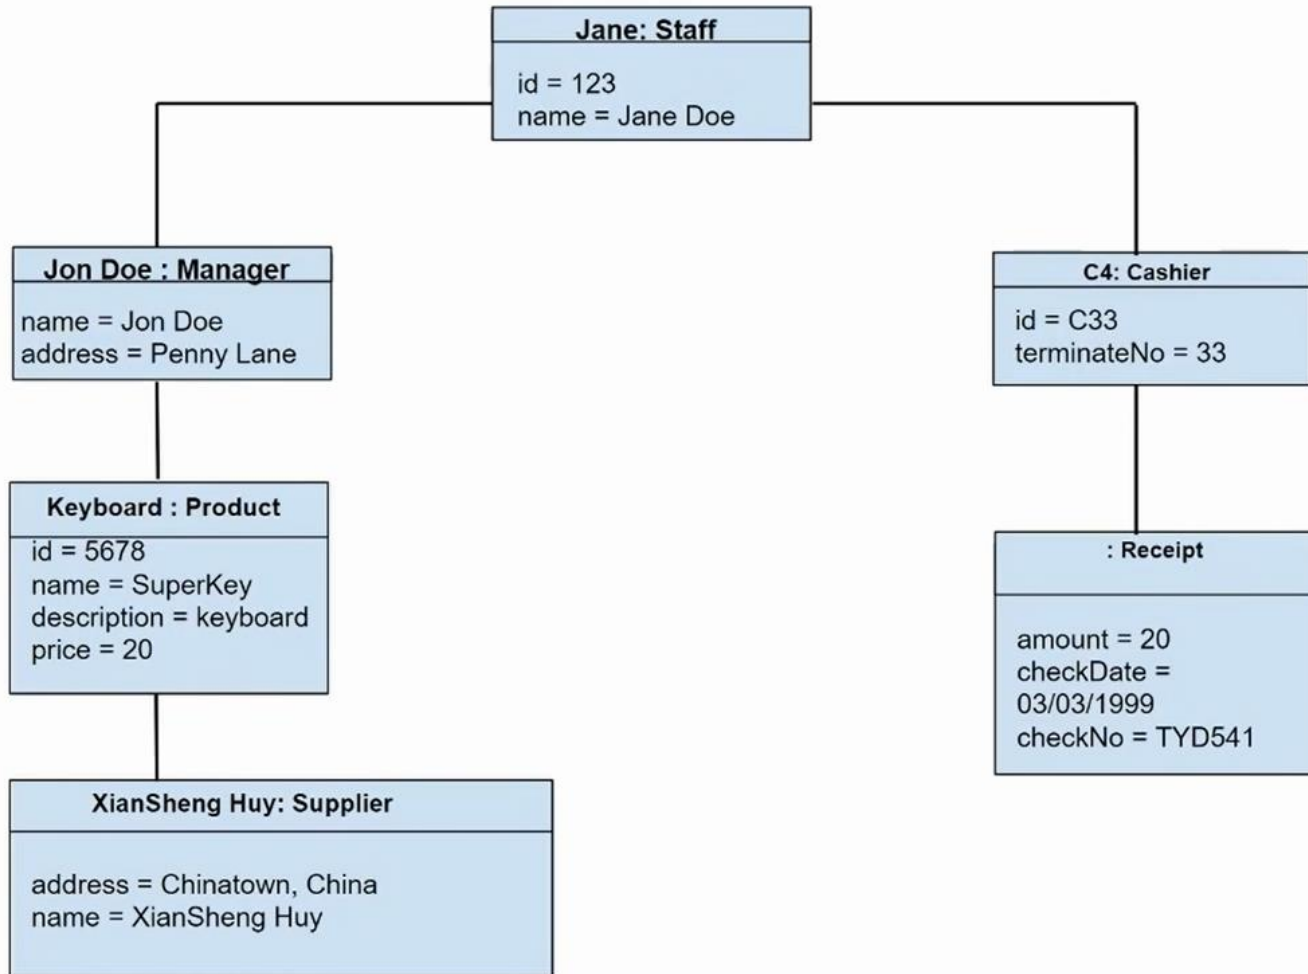 Jane: Staff
id = 123
name = Jane Doe
Jon Doe : Manager
name = Jon Doe
address = Penny Lane
C4: Cashier
id = C33
terminateNo = 33
Keyboard : Product
id = 5678
name = SuperKey
description = keyboard
price = 20
: Receipt
amount = 20
checkDate =
03/03/1999
checkNo = TYD541
XianSheng Huy: Supplier
address = Chinatown, China
name = XianSheng Huy